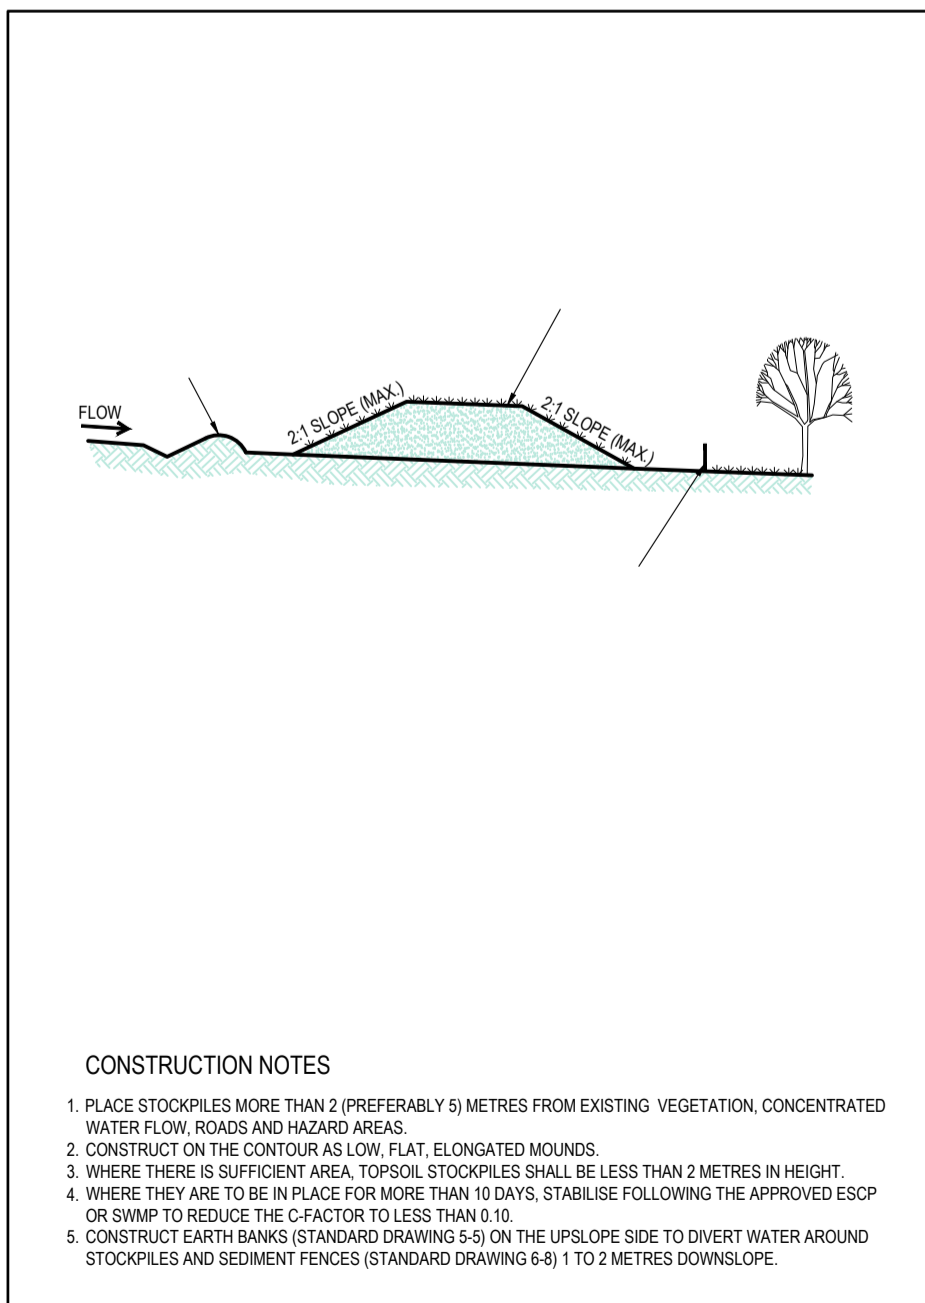 FLOW
2:1 SLOPE (MAX.)
2:1 SLOPE (MAX.)
CONSTRUCTION NOTES
1. PLACE STOCKPILES MORE THAN 2 (PREFERABLY 5) METRES FROM EXISTING VEGETATION, CONCENTRATED
WATER FLOW, ROADS AND HAZARD AREAS.
2. CONSTRUCT ON THE CONTOUR AS LOW, FLAT, ELONGATED MOUNDS.
3. WHERE THERE IS SUFFICIENT AREA, TOPSOIL STOCKPILES SHALL BE LESS THAN 2 METRES IN HEIGHT.
4. WHERE THEY ARE TO BE IN PLACE FOR MORE THAN 10 DAYS, STABILISE FOLLOWING THE APPROVED ESCP
OR SWMP TO REDUCE THE C-FACTOR TO LESS THAN 0.10.
5. CONSTRUCT EARTH BANKS (STANDARD DRAWING 5-5) ON THE UPSLOPE SIDE TO DIVERT WATER AROUND
STOCKPILES AND SEDIMENT FENCES (STANDARD DRAWING 6-8) 1 TO 2 METRES DOWNSLOPE.